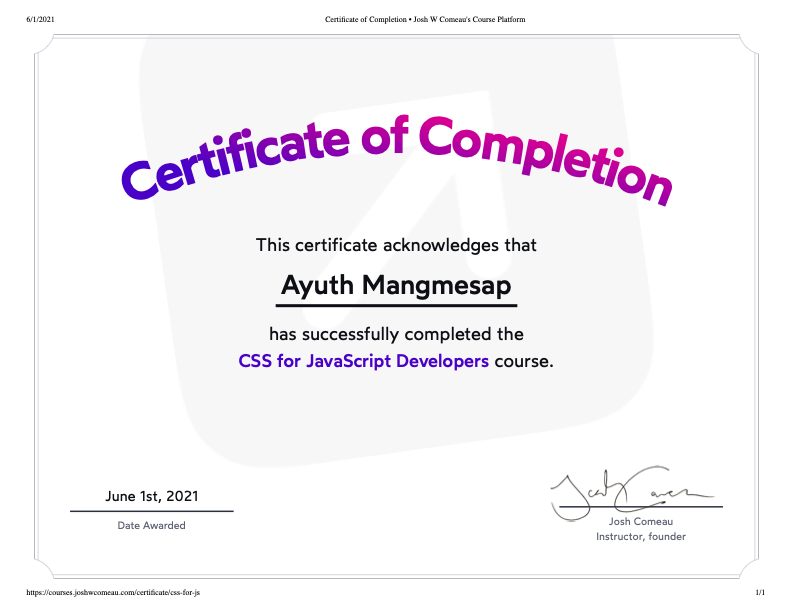 6/1/2021
Certificate of Completion • Josh W Comeau's Course Platform
Certificate of Completion
This certificate acknowledges that
Ayuth Mangmesap
has successfully completed the
CSS for JavaScript Developers course.
June 1st, 2021
Date Awarded
Josh Comeau
Josh Comeau
Instructor, founder
https://courses.joshwcomeau.com/certificate/css-for-js
1/1